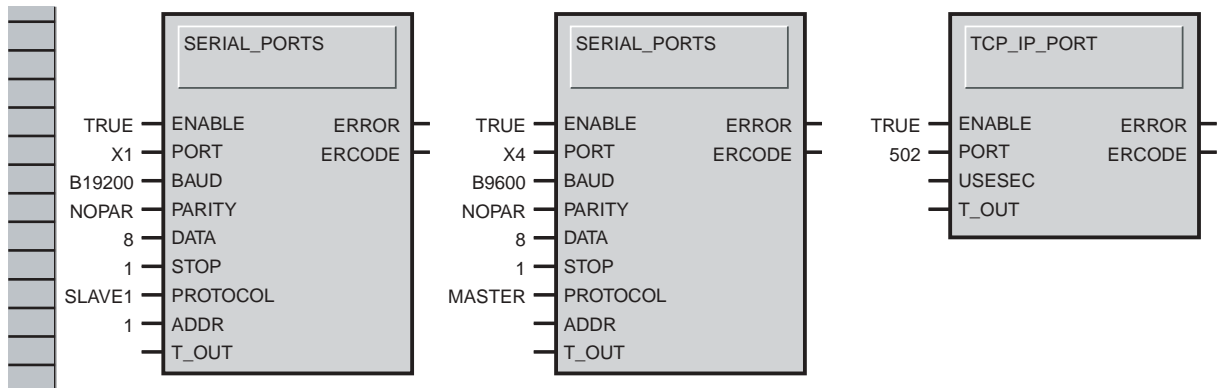 SERIAL_PORTS
TRUE ENABLE ERROR
X1 PORT ERCODE
B19200 BAUD
NOPAR PARITY
8 DATA
1 STOP
SLAVE1 PROTOCOL
1 ADDR
T_OUT
SERIAL_PORTS
TRUE ENABLE ERROR
X4 PORT ERCODE
B9600 BAUD
NOPAR PARITY
8 DATA
1 STOP
MASTER PROTOCOL
ADDR
T_OUT
TCP_IP_PORT
TRUE ENABLE ERROR
502 PORT ERCODE
USESEC
T_OUT